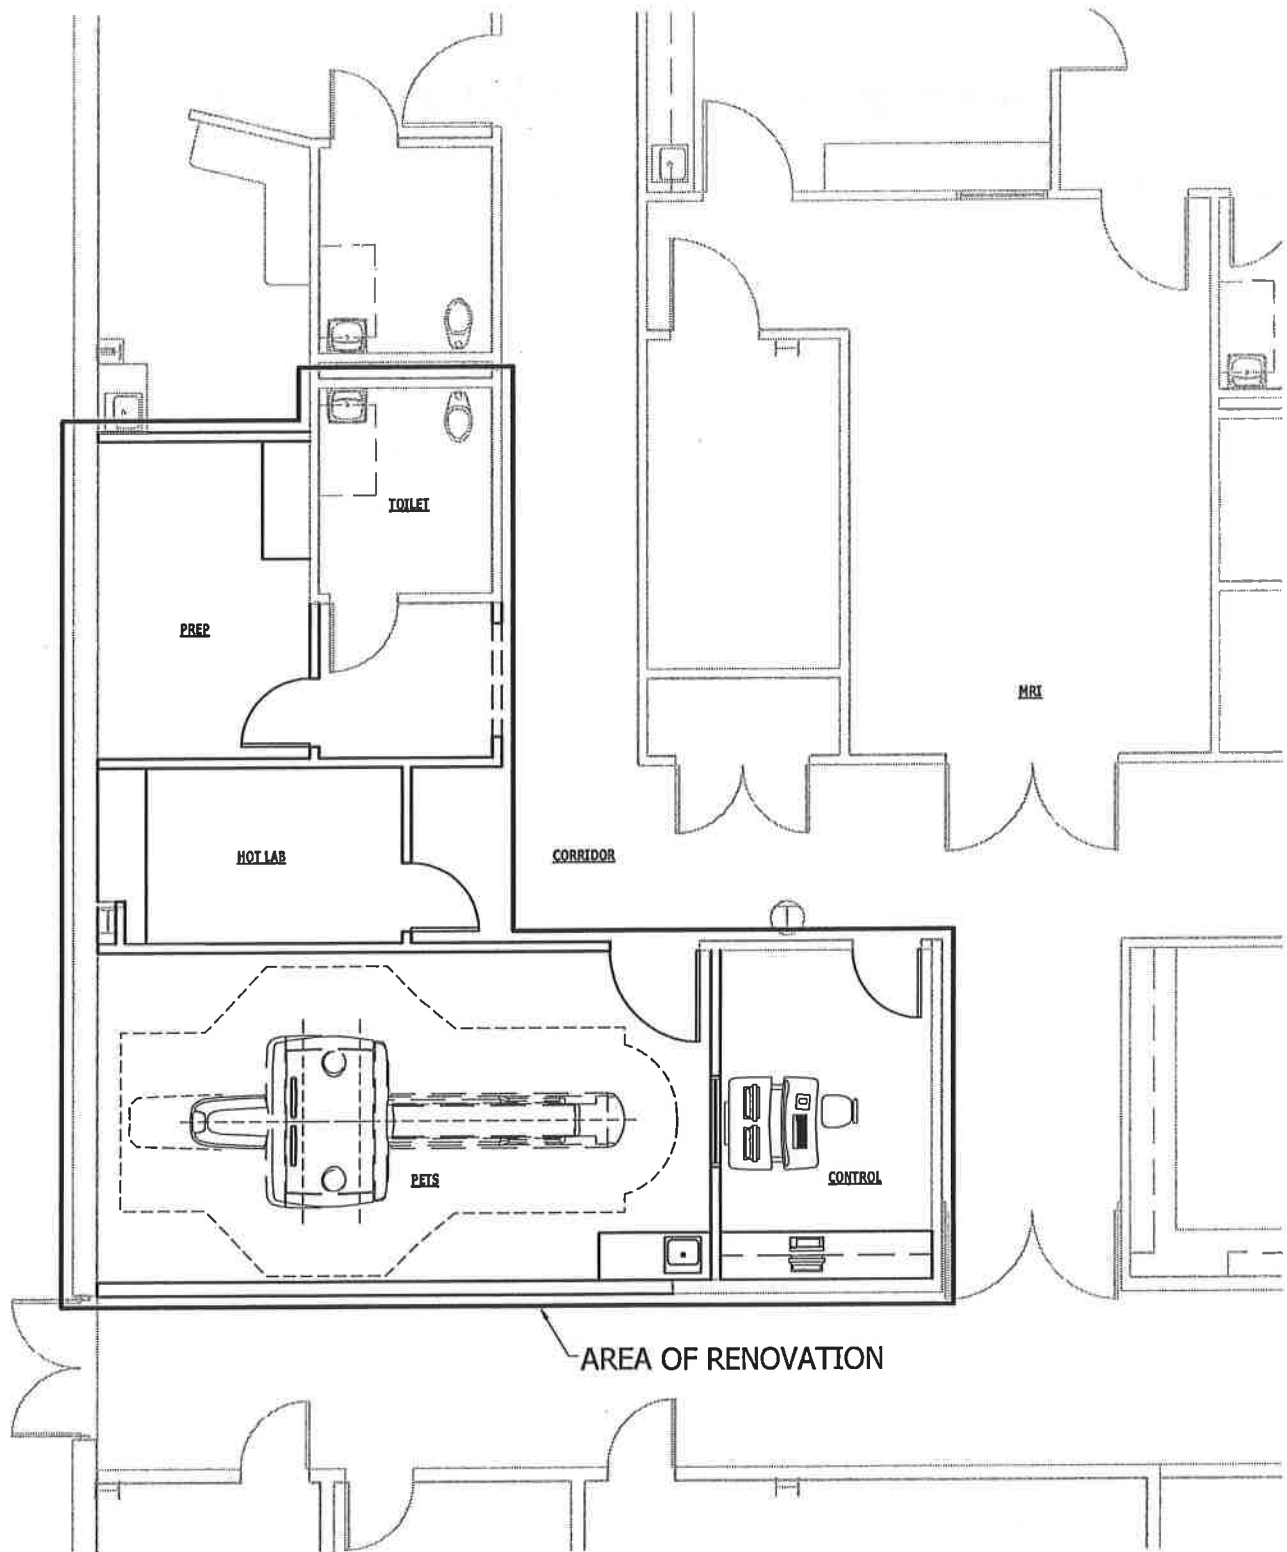 TOILET
PREP
MRI
HOT LAB
CORRIDOR
PETS
CONTROL
AREA OF RENOVATION